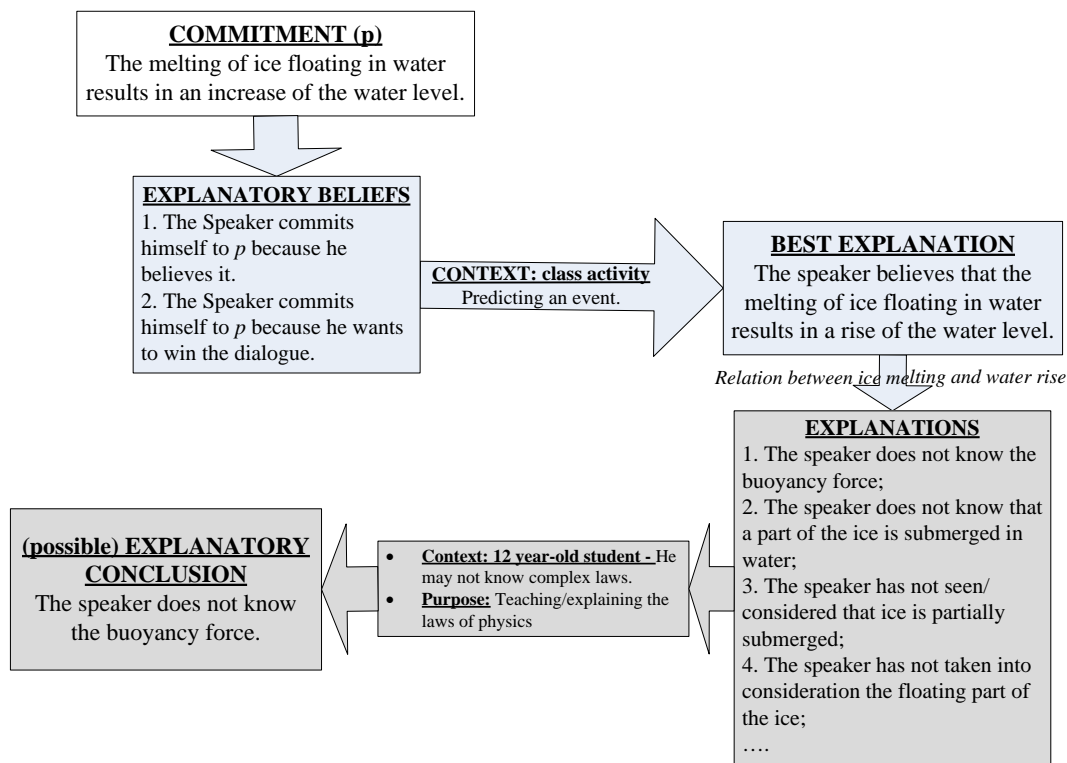 COMMITMENT (p)
The melting of ice floating in water
results in an increase of the water level.
EXPLANATORY BELIEFS
1. The Speaker commits
himself to p because he
believes it.
2. The Speaker commits
himself to p because he wants
to win the dialogue.
CONTEXT: class activity
Predicting an event.
BEST EXPLANATION
The speaker believes that the
melting of ice floating in water
results in a rise of the water level.
Relation between ice melting and water rise
EXPLANATIONS
1. The speaker does not know the
buoyancy force;
2. The speaker does not know that
a part of the ice is submerged in
water;
3. The speaker has not seen/
considered that ice is partially
submerged;
4. The speaker has not taken into
consideration the floating part of
the ice;
….
• Context: 12 year-old student - He
may not know complex laws.
• Purpose: Teaching/explaining the
laws of physics
(possible) EXPLANATORY
CONCLUSION
The speaker does not know
the buoyancy force.